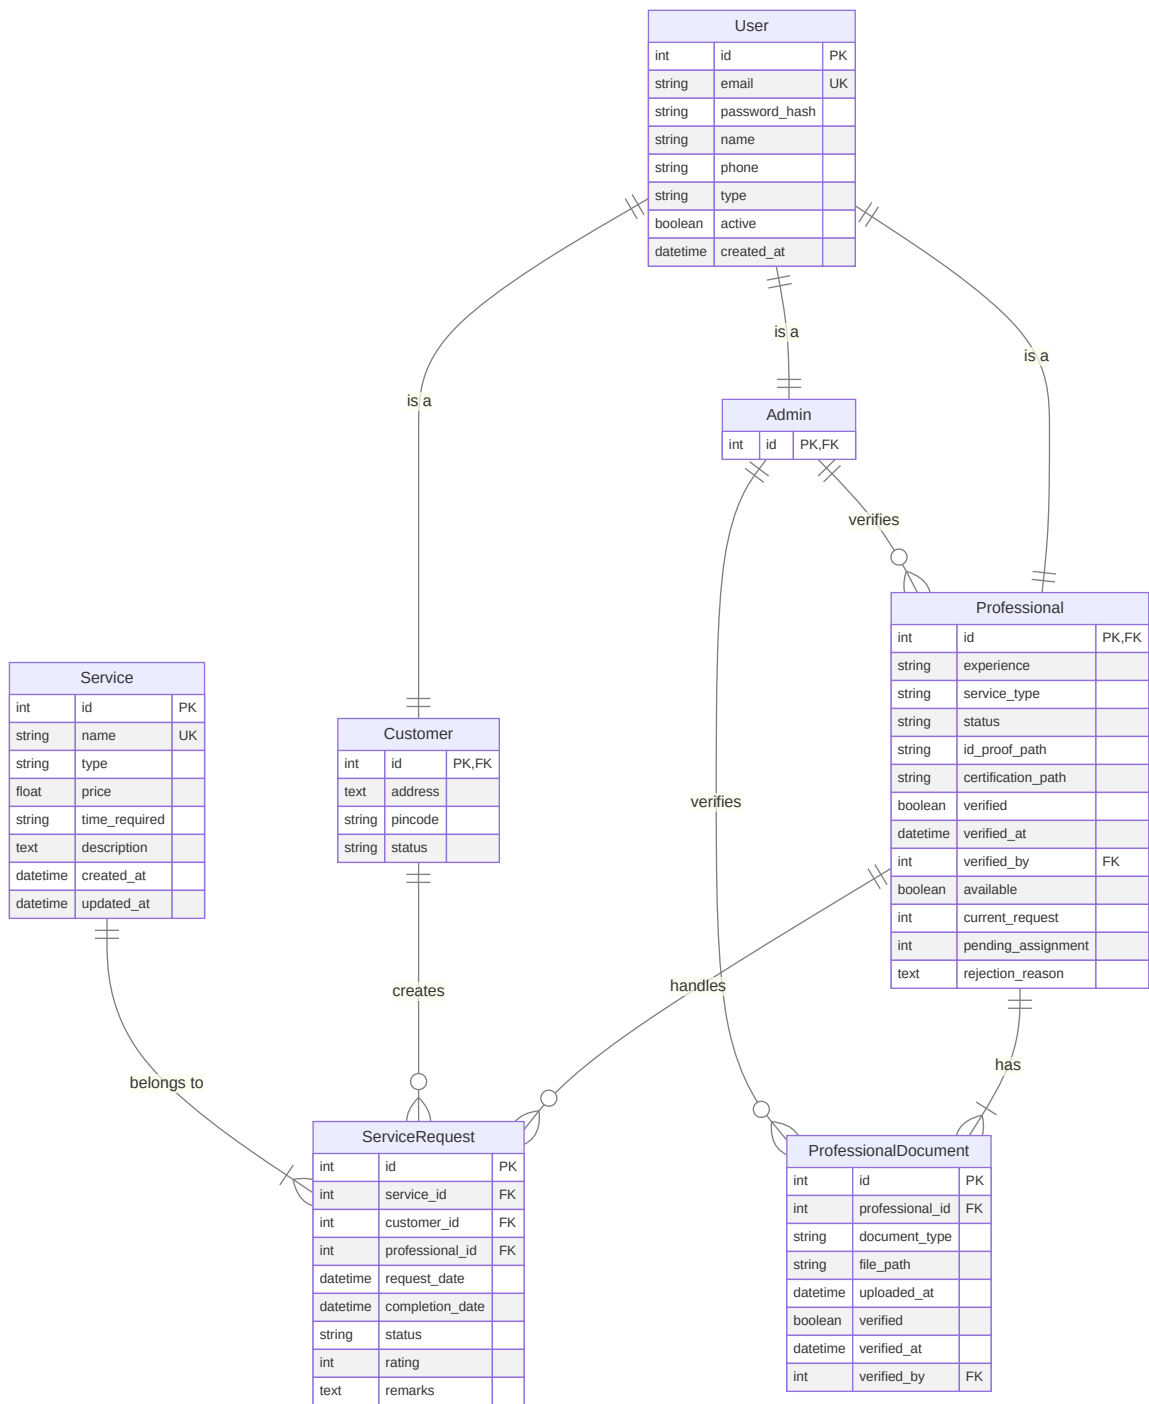 User
int id PK
string email UK
string password_hash
string name
string phone
string type
boolean active
datetime created_at
is a
is a
is a
Admin
int id PK,FK
verifies
verifies
Professional
int id PK,FK
string experience
string service_type
string status
string id_proof_path
string certification_path
boolean verified
datetime verified_at
int verified_by FK
boolean available
int current_request
int pending_assignment
text rejection_reason
Service
int id PK
string name UK
string type
float price
string time_required
text description
datetime created_at
datetime updated_at
Customer
int id PK,FK
text address
string pincode
string status
creates
handles
has
belongs to
ServiceRequest
int id PK
int service_id FK
int customer_id FK
int professional_id FK
datetime request_date
datetime completion_date
string status
int rating
text remarks
ProfessionalDocument
int id PK
int professional_id FK
string document_type
string file_path
datetime uploaded_at
boolean verified
datetime verified_at
int verified_by FK